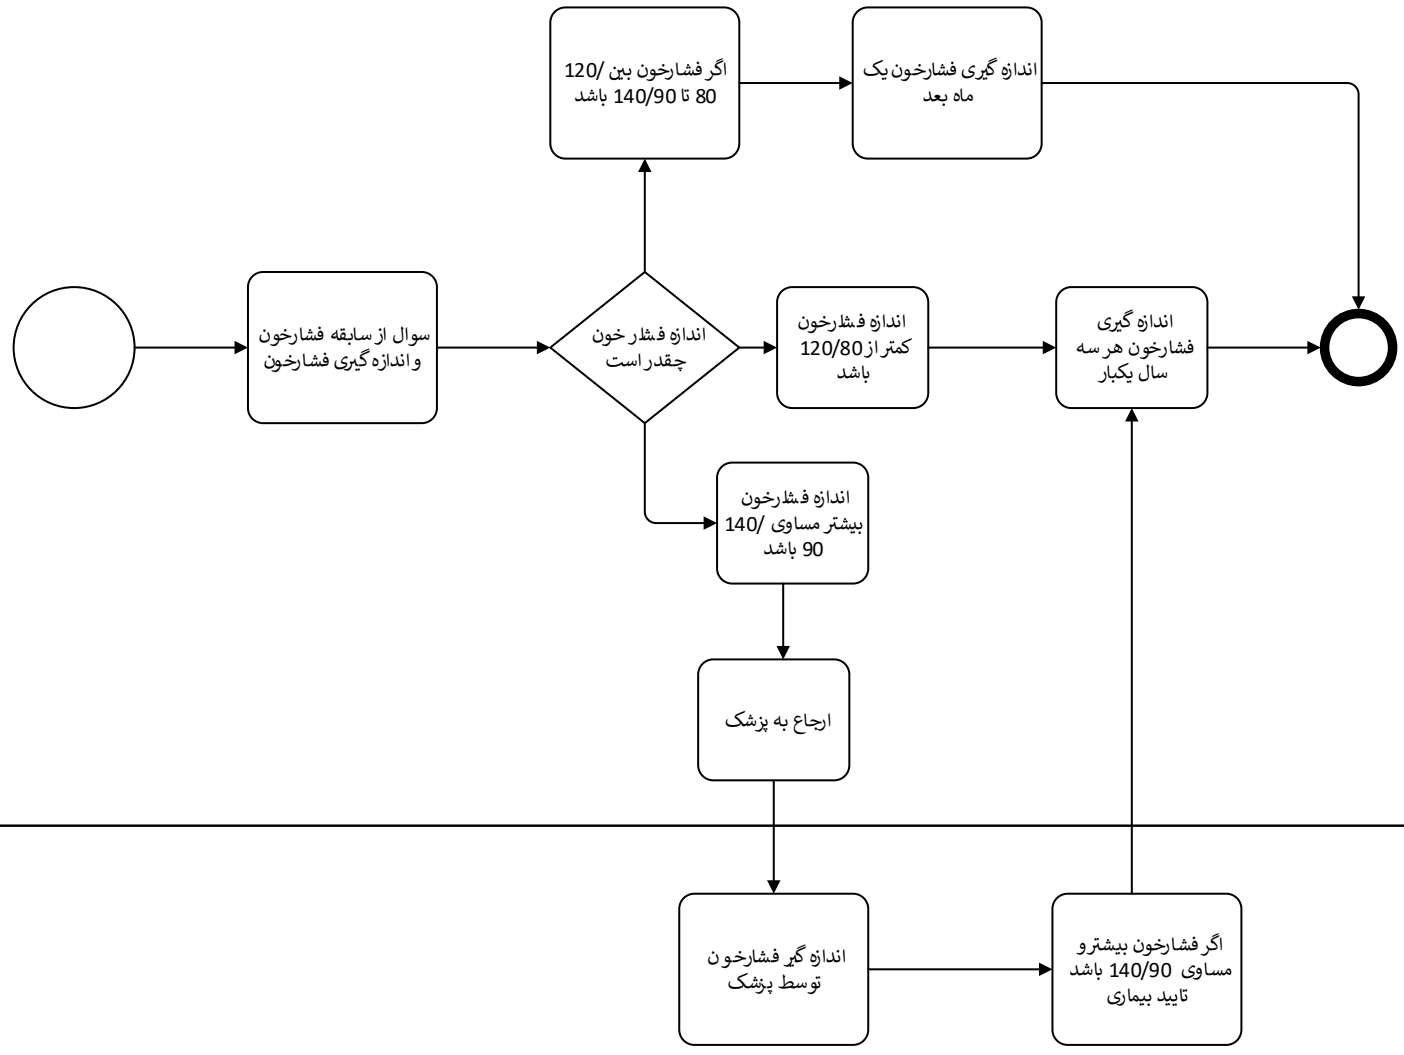 اگر فشارخون بین 120/
80 تا 140/90 باشد
اندازه گیری فشارخون یک
ماه بعد
سوال از سابقه فشارخون
و اندازه گیری فشارخون
اندازه فشار خون
چقدر است
اندازه فشارخون
کمتر از 120/80
باشد
اندازه گیری
فشارخون هر سه
سال یکبار
اندازه فشارخون
بیشتر مساوی 140/
90 باشد
ارجاع به پزشک
اندازه گیر فشارخون
توسط پزشک
اگر فشارخون بیشتر و
مساوی 140/90 باشد
تایید بیماری